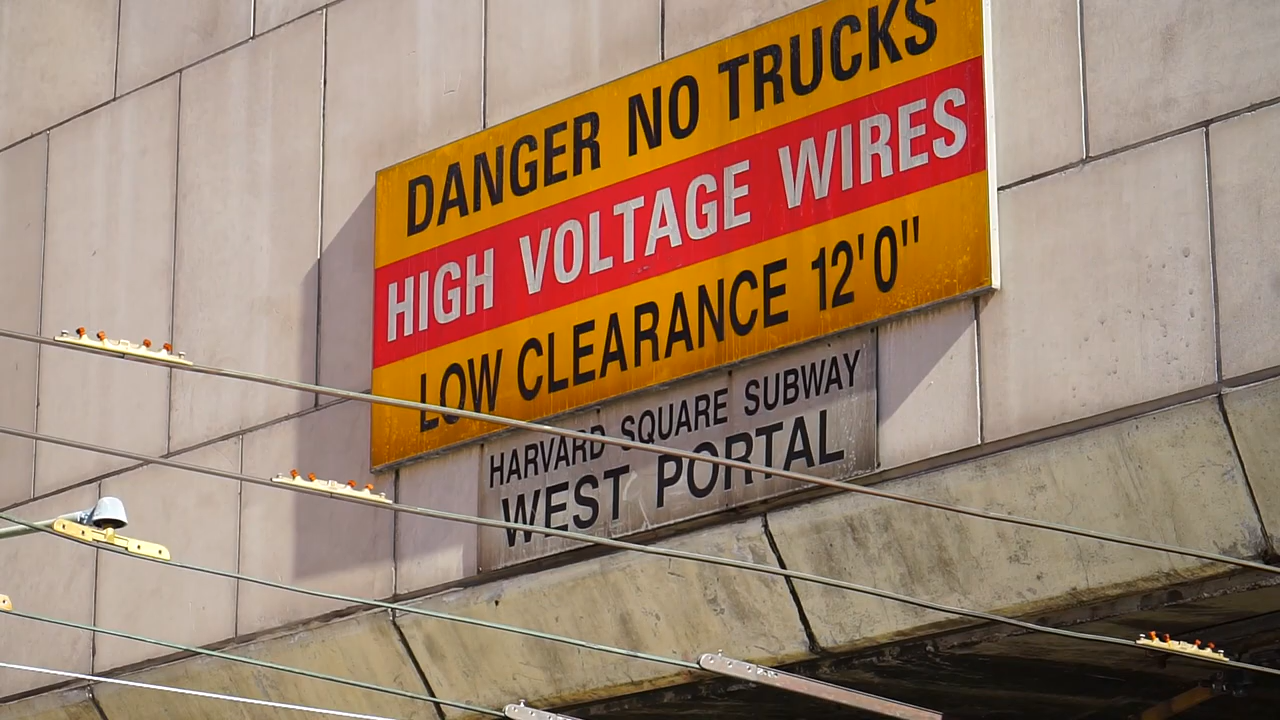 DANGER NO TRUCKS
HIGH VOLTAGE WIRES
LOW CLEARANCE 12'0"
HARVARD SQUARE SUBWAY
WEST PORTAL